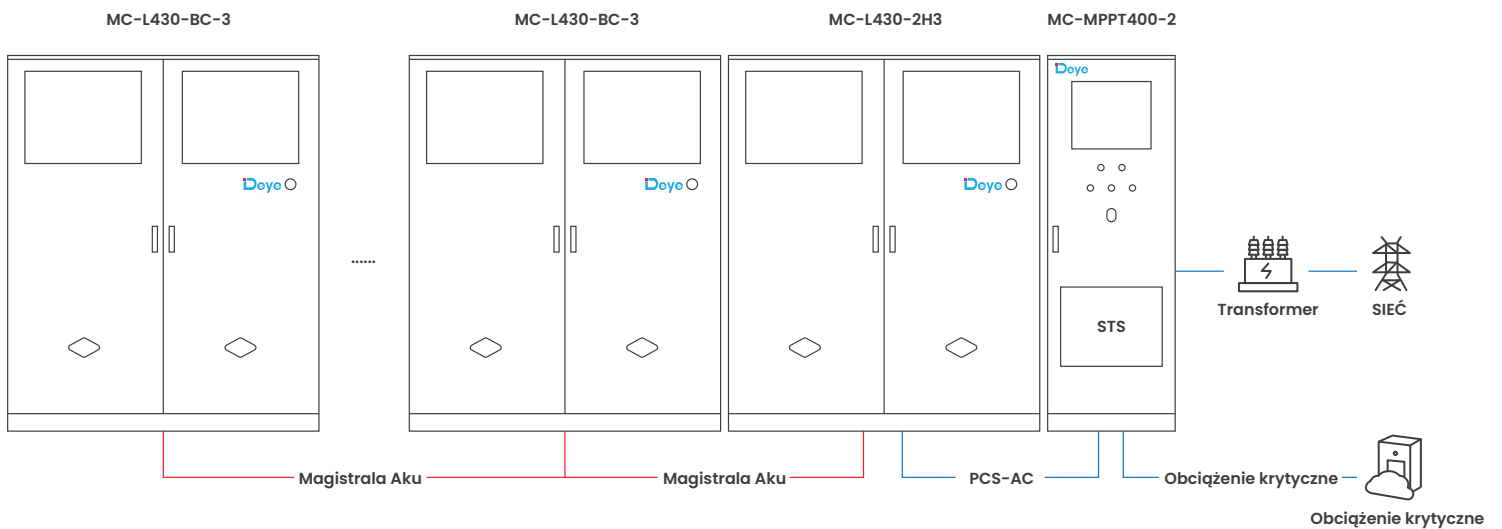 MC-L430-BC-3
MC-L430-BC-3
MC-L430-2H3
MC-MPPT400-2
Deye
Deye
Deye
Deye
......
STS
Transformer
SIEĆ
Magistrala Aku
Magistrala Aku
PCS-AC
Obciążenie krytyczne
Obciążenie krytyczne